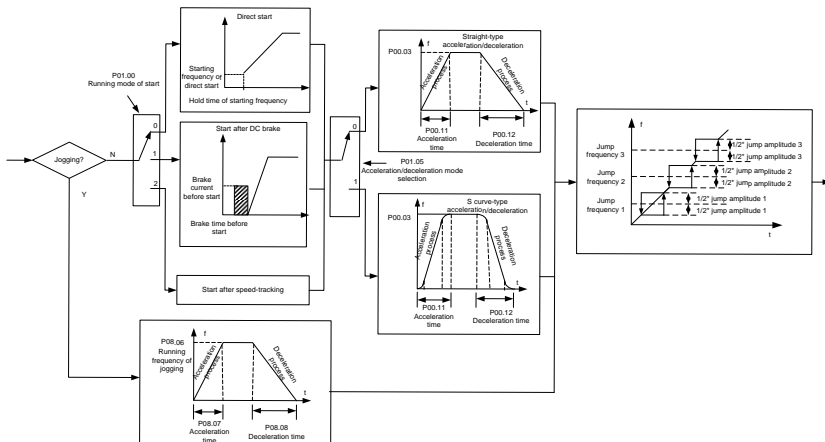 Jogging?
N
Y
P01.00
Running mode of start
0
1
2
Direct start
Starting
frequency of
direct start
Hold time of starting frequency
Start after DC brake
Brake
current before
start
Brake time before
start
Start after speed-tracking
0
1
P01.05
Acceleration/deceleration mode
selection
Straight-type
acceleration/deceleration
P00.03
f
Acceleration
process
Deceleration
process
t
P00.11
Acceleration
time
P00.12
Deceleration time
S curve-type
acceleration/deceleration
P00.03
f
Acceleration
process
Deceleration
process
t
P00.11
Acceleration
time
P00.12
Deceleration time
P08.06
Running
frequency of
jogging
f
Acceleration
process
Deceleration
process
t
P08.07
Acceleration
time
P08.08
Deceleration time
f
Jump
frequency 3
Jump
frequency 2
Jump
frequency 1
1/2* jump amplitude 3
1/2* jump amplitude 3
1/2* jump amplitude 2
1/2* jump amplitude 2
1/2* jump amplitude 1
1/2* jump amplitude 1
t